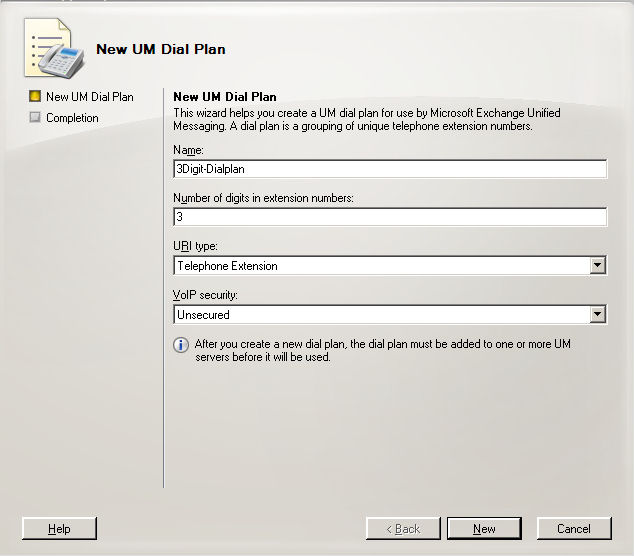 New UM Dial Plan
New UM Dial Plan
Completion
New UM Dial Plan
This wizard helps you create a UM dial plan for use by Microsoft Exchange Unified
Messaging. A dial plan is a grouping of unique telephone extension numbers.
Name:
3Digit-Dialplan
Number of digits in extension numbers:
3
URI type:
Telephone Extension
VoIP security:
Unsecured
After you create a new dial plan, the dial plan must be added to one or more UM
servers before it will be used.
Help
< Back
New
Cancel